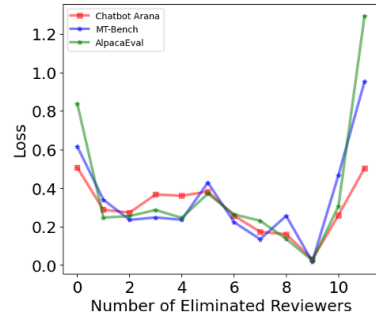 Chatbot Arana
MT-Bench
AlpacaEval
Loss
1.2
1.0
0.8
0.6
0.4
0.2
0.0
0 2 4 6 8 10
Number of Eliminated Reviewers